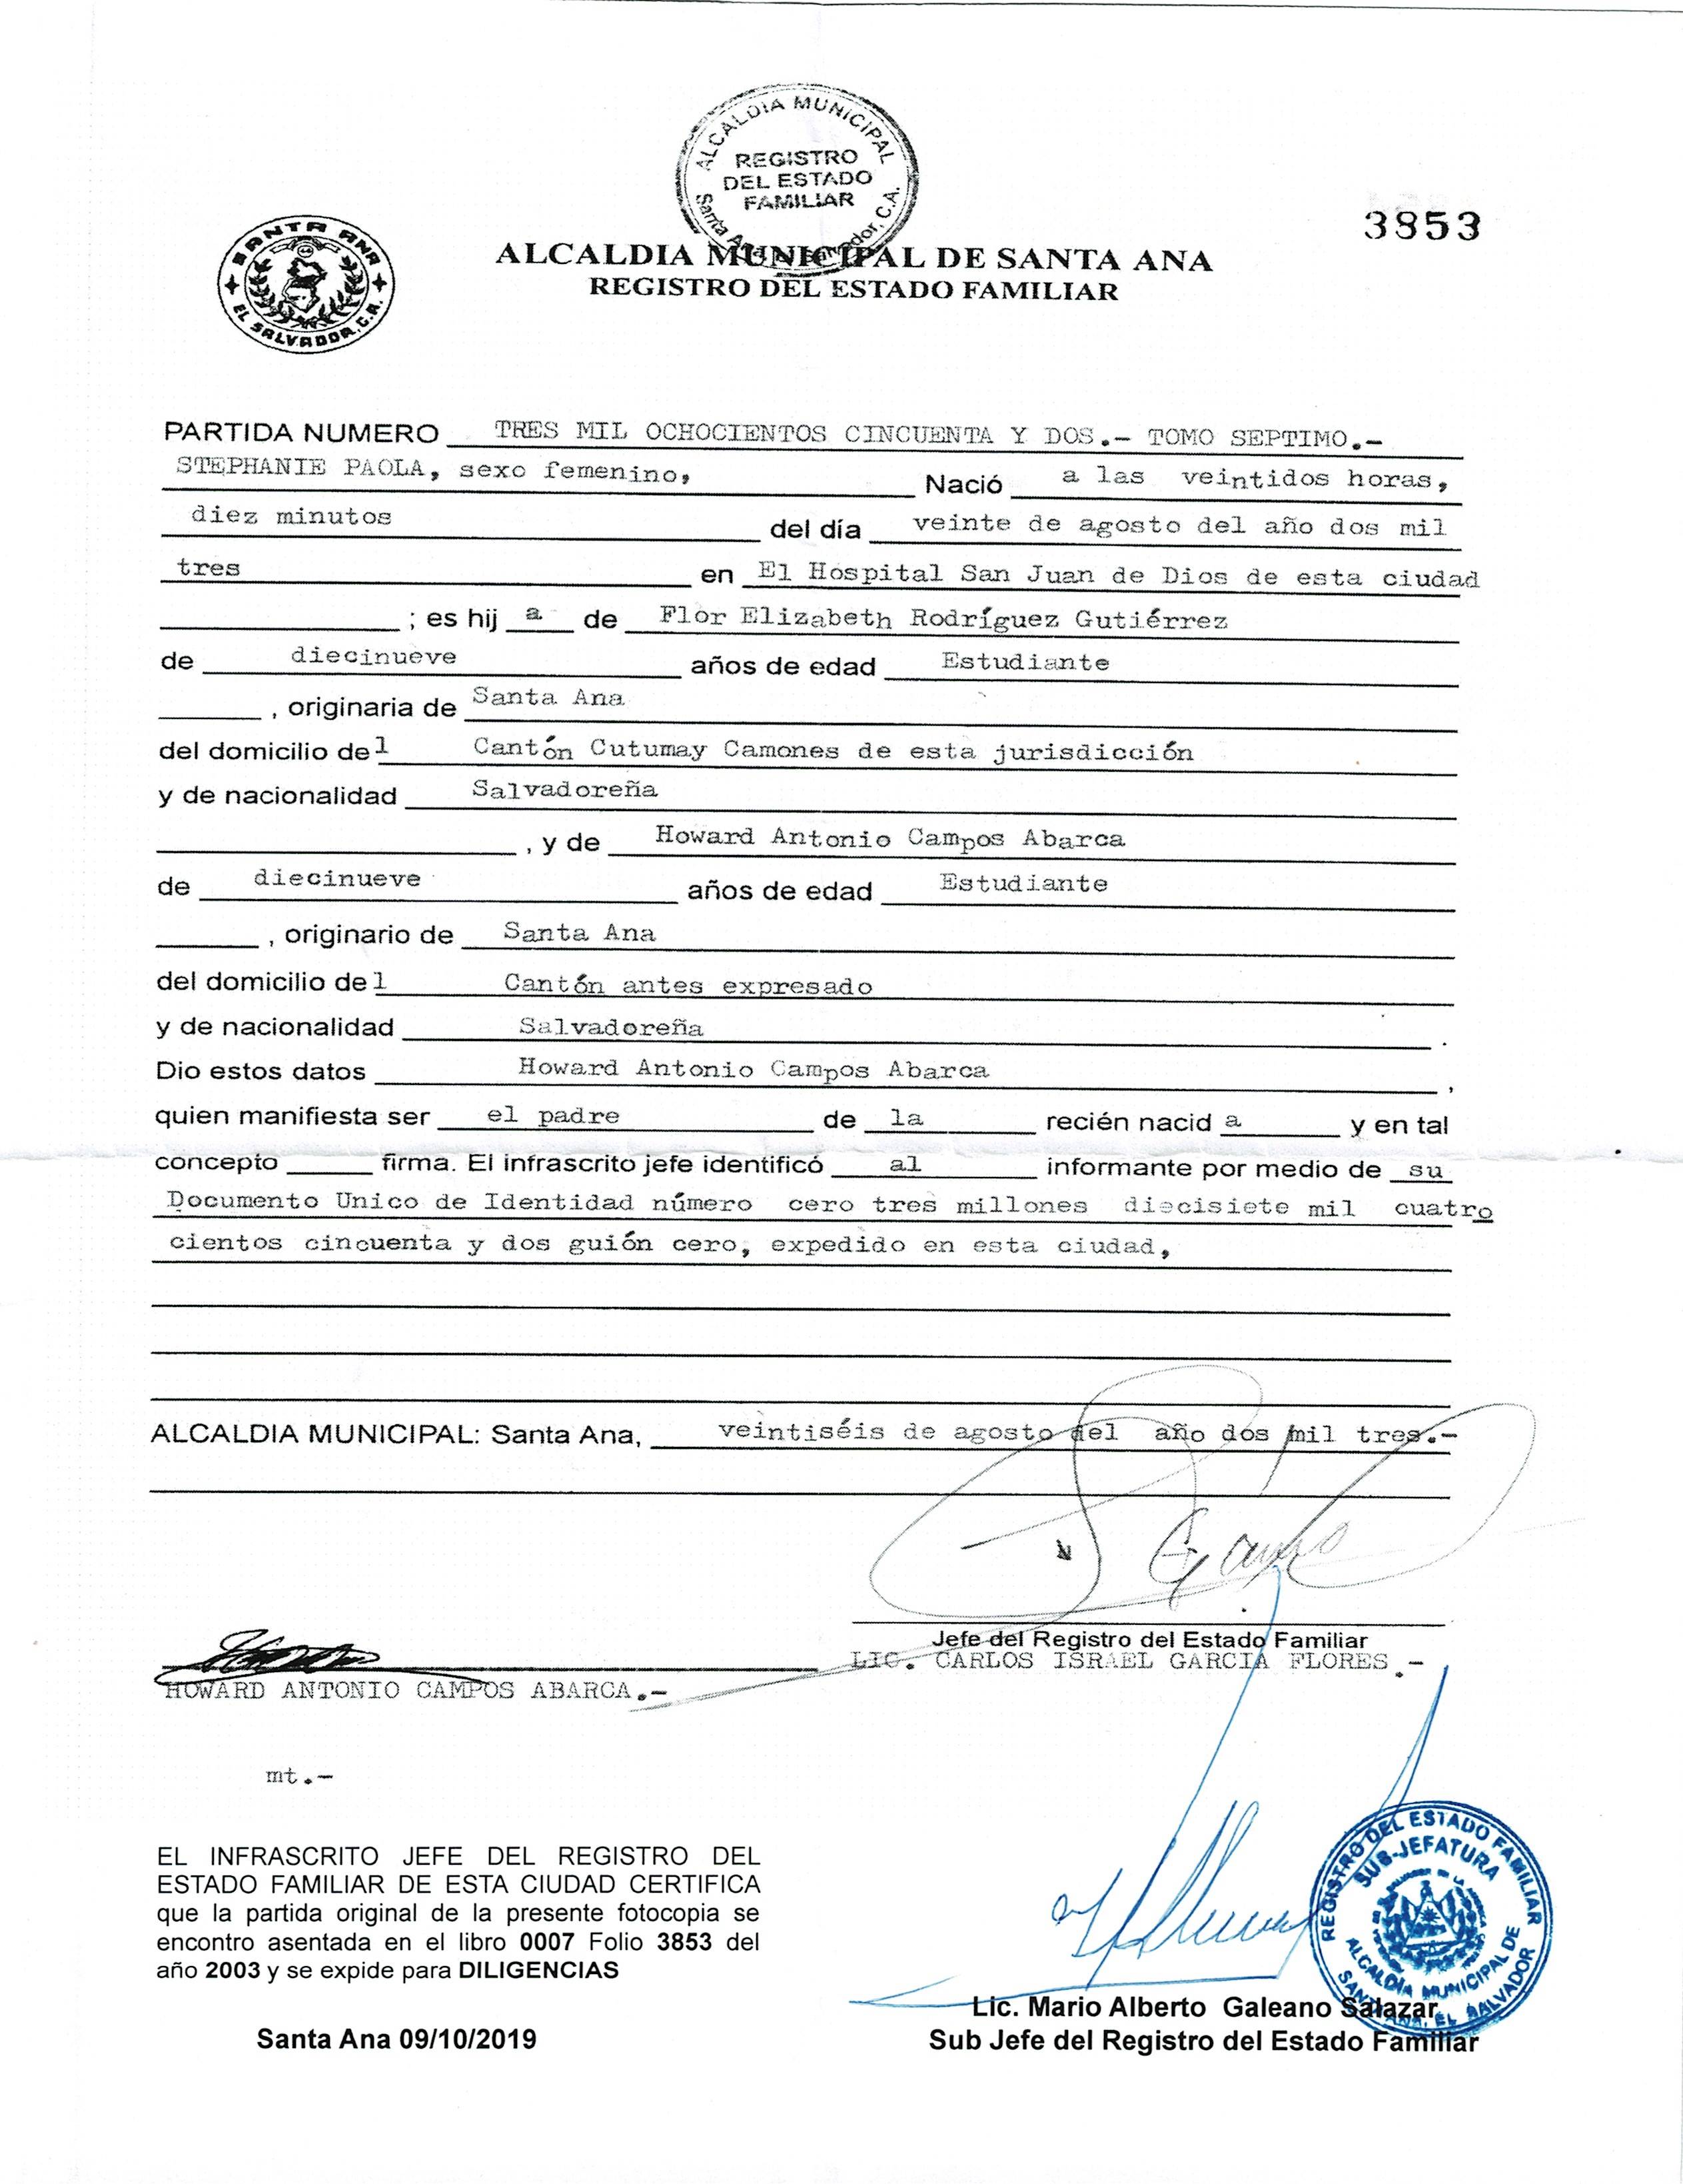 ALCALDIA MUNICIPAL
REGISTRO
DEL ESTADO
FAMILIAR
Santa Ana, El Salvador, C.A.
3853
SANTA ANA
EL SALVADOR, C.A.
ALCALDIA MUNICIPAL DE SANTA ANA
REGISTRO DEL ESTADO FAMILIAR
PARTIDA NUMERO TRES MIL OCHOCIENTOS CINCUENTA Y DOS.- TOMO SEPTIMO.-
STEPHANIE PAOLA, sexo femenino, Nació a las veintidos horas,
diez minutos del día veinte de agosto del año dos mil
tres en El Hospital San Juan de Dios de esta ciudad
; es hij a de Flor Elizabeth Rodríguez Gutiérrez
de diecinueve años de edad Estudiante
, originaria de Santa Ana
del domicilio del Cantón Cutumay Camones de esta jurisdicción
y de nacionalidad Salvadoreña
, y de Howard Antonio Campos Abarca
de diecinueve años de edad Estudiante
, originario de Santa Ana
del domicilio del Cantón antes expresado
y de nacionalidad Salvadoreña .
Dio estos datos Howard Antonio Campos Abarca ,
quien manifiesta ser el padre de la recién nacid a y en tal
concepto firma. El infrascrito jefe identificó al informante por medio de su
Documento Unico de Identidad número cero tres millones diecisiete mil cuatro
cientos cincuenta y dos guión cero, expedido en esta ciudad,
ALCALDIA MUNICIPAL: Santa Ana, veintiséis de agosto del año dos mil tres.-
Jefe del Registro del Estado Familiar
LIC. CARLOS ISRAEL GARCIA FLORES.-
HOWARD ANTONIO CAMPOS ABARCA.-
mt.-
EL INFRASCRITO JEFE DEL REGISTRO DEL
ESTADO FAMILIAR DE ESTA CIUDAD CERTIFICA
que la partida original de la presente fotocopia se
encontro asentada en el libro 0007 Folio 3853 del
año 2003 y se expide para DILIGENCIAS
Santa Ana 09/10/2019
REGISTRO DEL ESTADO FAMILIAR
SUB-JEFATURA
ALCALDIA MUNICIPAL DE
SANTA ANA, EL SALVADOR
Lic. Mario Alberto Galeano Salazar
Sub Jefe del Registro del Estado Familiar